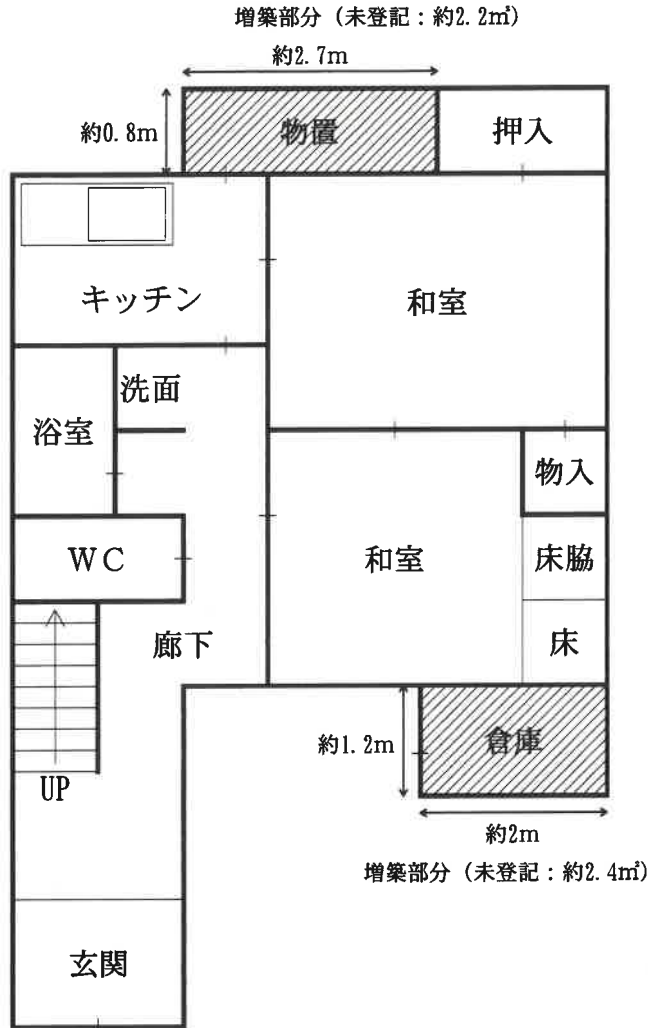 増築部分（未登記：約2.2㎡）
約2.7m
約0.8m
物置
押入
キッチン
和室
洗面
浴室
物入
WC
和室
床脇
廊下
床
約1.2m
倉庫
UP
約2m
増築部分（未登記：約2.4㎡）
玄関